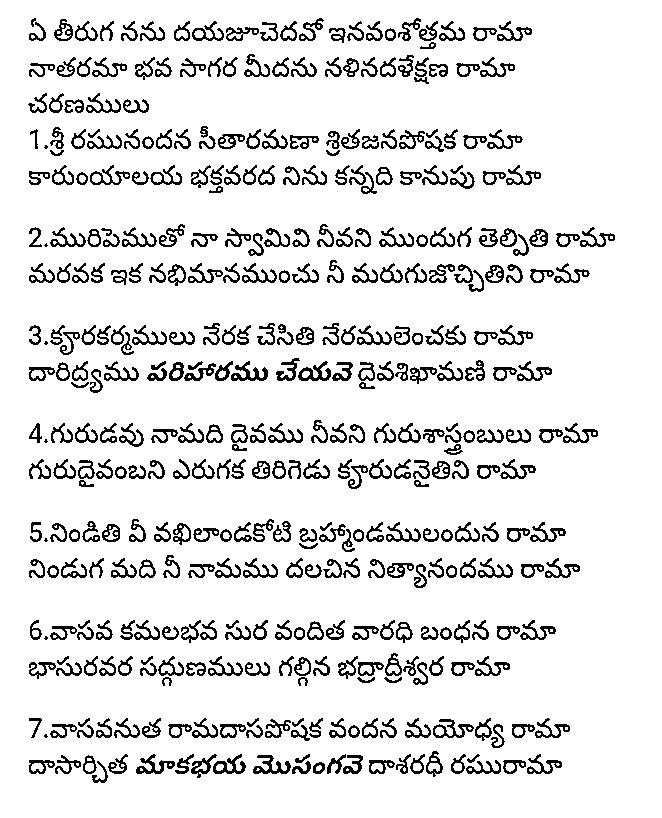 ఏ తీరుగ నను దయజూచెదవో ఇనవంశోత్తమ రామా
నాతరమా భవ సాగర మీదను నళినదళేక్షణ రామా
చరణములు
1.శ్రీ రఘునందన సీతారమణా శ్రితజనపోషక రామా
కారుంయాలయ భక్తవరద నిను కన్నది కానుపు రామా
2.మురిపెముతో నా స్వామివి నీవని ముందుగ తెల్పితి రామా
మరవక ఇక నభిమానముంచు నీ మరుగుజొచ్చితిని రామా
3.కౄరకర్మములు నేరక చేసితి నేరములెంచకు రామా
దారిద్ర్యము పరిహారము చేయవె దైవశిఖామణి రామా
4.గురుడవు నామది దైవము నీవని గురుశాస్త్రంబులు రామా
గురుదైవంబని ఎరుగక తిరిగెడు కౄరుడనైతిని రామా
5.నిండితి వీ వఖిలాండకోటి బ్రహ్మాండములందున రామా
నిండుగ మది నీ నామము దలచిన నిత్యానందము రామా
6.వాసవ కమలభవ సుర వందిత వారధి బంధన రామా
భాసురవర సద్గుణములు గల్గిన భద్రాద్రీశ్వర రామా
7.వాసవనుత రామదాసపోషక వందన మయోధ్య రామా
దాసార్చిత మాకభయ మొసంగవె దాశరధీ రఘురామా